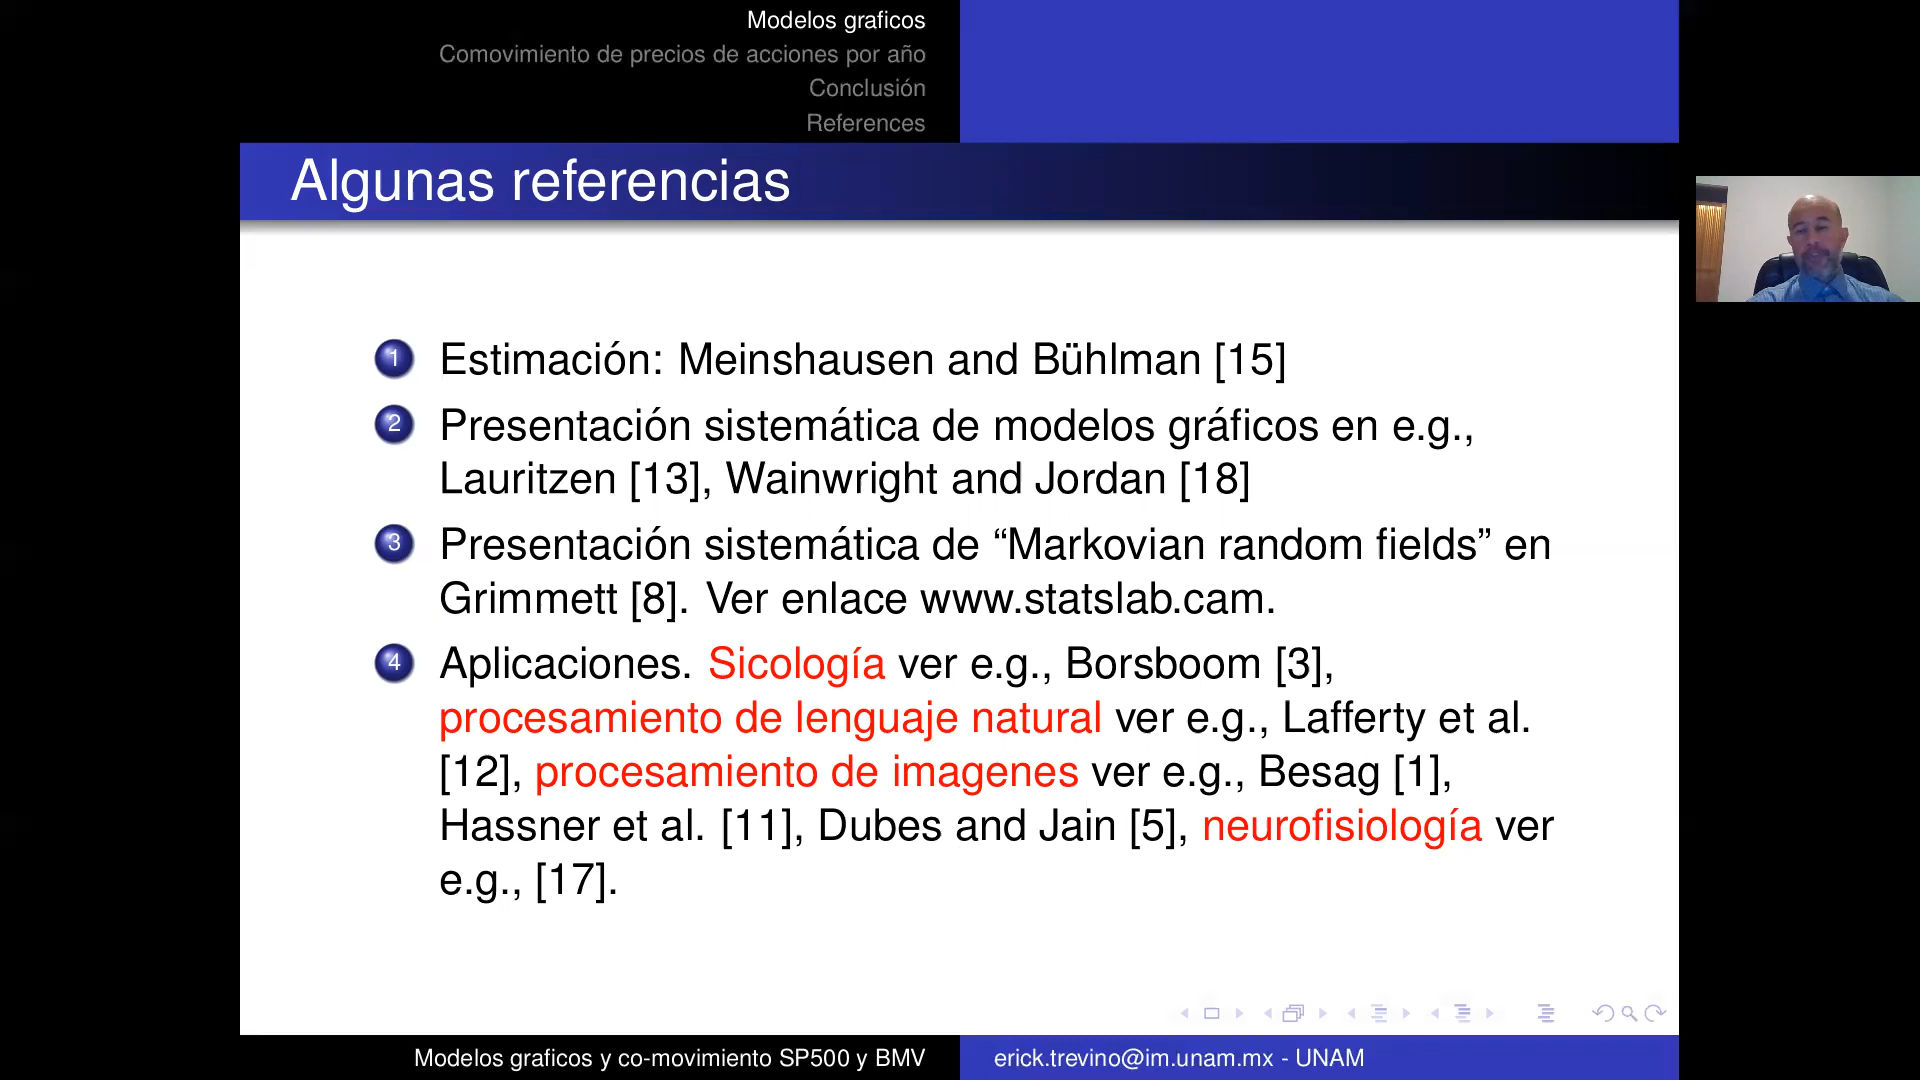 Modelos graficos
Comovimiento de precios de acciones por año
Conclusión
References
Algunas referencias
1 Estimación: Meinshausen and Bühlman [15]
2 Presentación sistemática de modelos gráficos en e.g.,
Lauritzen [13], Wainwright and Jordan [18]
3 Presentación sistemática de “Markovian random fields” en
Grimmett [8]. Ver enlace www.statslab.cam.
4 Aplicaciones. Sicología ver e.g., Borsboom [3],
procesamiento de lenguaje natural ver e.g., Lafferty et al.
[12], procesamiento de imagenes ver e.g., Besag [1],
Hassner et al. [11], Dubes and Jain [5], neurofisiología ver
e.g., [17].
Modelos graficos y co-movimiento SP500 y BMV
erick.trevino@im.unam.mx - UNAM